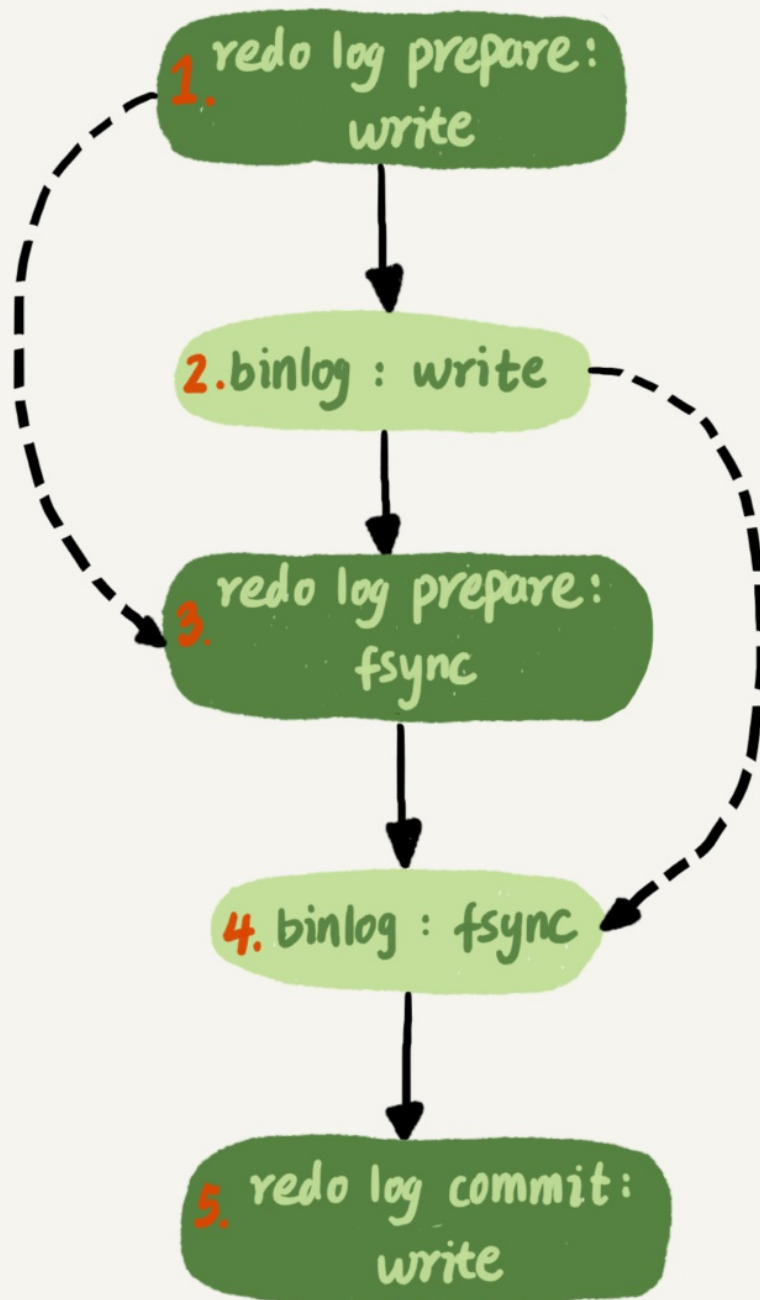 1. redo log prepare:
write
2. binlog : write
3. redo log prepare:
fsync
4. binlog : fsync
5. redo log commit:
write